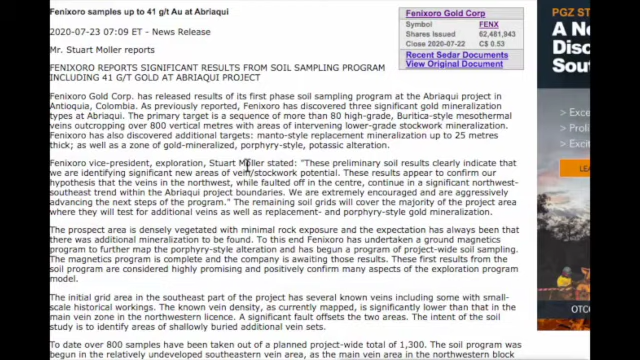 Fenixoro samples up to 41 g/t Au at Abriaqui
2020-07-23 07:09 ET - News Release
Mr. Stuart Moller reports
FENIXORO REPORTS SIGNIFICANT RESULTS FROM SOIL SAMPLING PROGRAM
INCLUDING 41 G/T GOLD AT ABRIAQUI PROJECT
Fenixoro Gold Corp
Symbol FENX
Shares Issued 62,481,943
Close 2020-07-22 C$ 0.53
Recent Sedar Documents
View Original Document
Fenixoro Gold Corp. has released results of its first phase soil sampling program at the Abriaqui project in
Antioquia, Colombia. As previously reported, Fenixoro has discovered three significant gold mineralization
types at Abriaqui. The primary target is a sequence of more than 80 high-grade, Buritica-style mesothermal
veins outcropping over 800 vertical metres with areas of intervening lower-grade stockwork mineralization.
Fenixoro has also discovered additional targets: manto-style replacement mineralization up to 25 metres
thick; as well as a zone of gold-mineralized, porphyry-style, potassic alteration.
Fenixoro vice-president, exploration, Stuart Moller stated: "These preliminary soil results clearly indicate that
we are identifying significant new areas of vein/stockwork potential. These results appear to confirm our
hypothesis that the veins in the northwest, while faulted off in the centre, continue in a significant northwest-
southeast trend within the Abriaqui project boundaries. We are extremely encouraged and are aggressively
advancing the next steps of the program." The remaining soil grids will cover the majority of the project area
where they will test for additional veins as well as replacement- and porphyry-style gold mineralization.
The prospect area is densely vegetated with minimal rock exposure and the expectation has always been that
there was additional mineralization to be found. To this end Fenixoro has undertaken a ground magnetics
program to further map the porphyry-style alteration and has begun a program of project-wide soil sampling.
The magnetics program is complete and the company is awaiting those results. These first results from the
soil program are considered highly promising and positively confirm many aspects of the exploration program
model.
The initial grid area in the southeast part of the project has several known veins including some with small-
scale historical workings. The known vein density, as currently mapped, is significantly lower than that in the
main vein zone in the northwestern licence. A significant fault offsets the two areas. The intent of the soil
study is to identify areas of shallowly buried additional vein sets.
To date over 800 samples have been taken out of a planned project-wide total of 1,300. The soil program was
begun in the relatively undeveloped southeastern vein area, as the main vein area in the northwestern block
PGZ ST
A Ne
Disc
Sout
> Exce
> Proli
> Exce
LEA
OTC